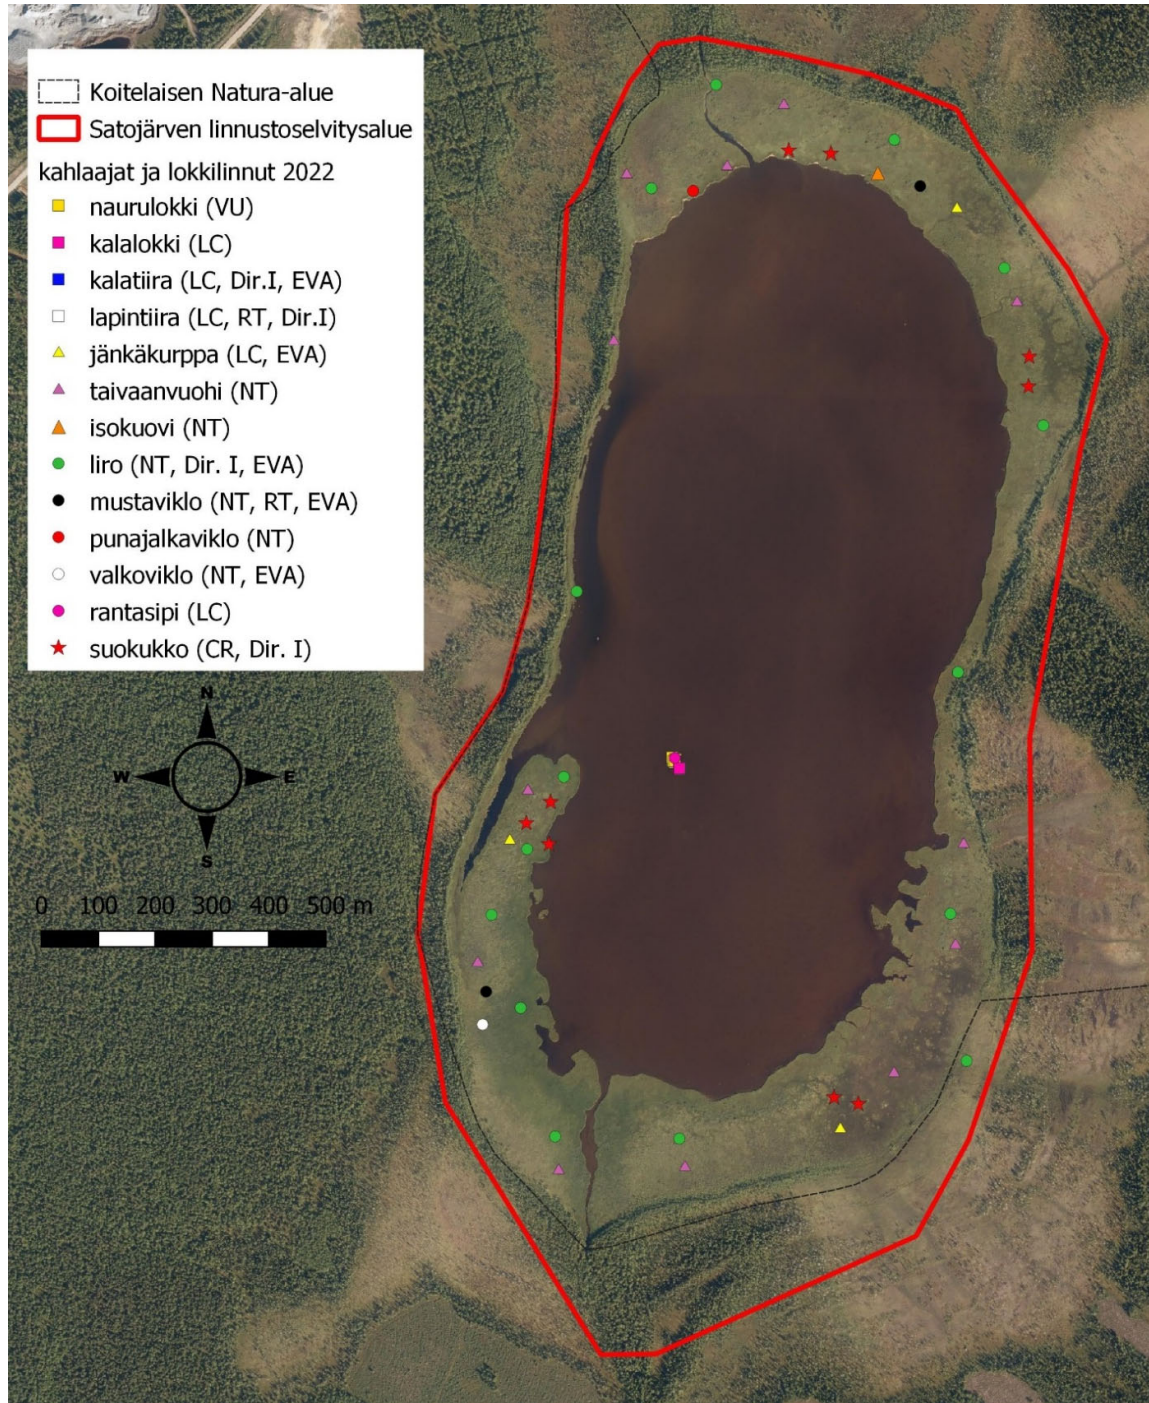 Koitelaisen Natura-alue
Satojärven linnustoselvitysalue
kahlaajat ja lokkilinnut 2022
naurulokki (VU)
kalalokki (LC)
kalatiira (LC, Dir.I, EVA)
lapintiira (LC, RT, Dir.I)
jänkäkurppa (LC, EVA)
taivaanvuohi (NT)
isokuovi (NT)
liro (NT, Dir. I, EVA)
mustaviklo (NT, RT, EVA)
punajalkaviklo (NT)
valkoviklo (NT, EVA)
rantasipi (LC)
suokukko (CR, Dir. I)
N
W E
S
0 100 200 300 400 500 m